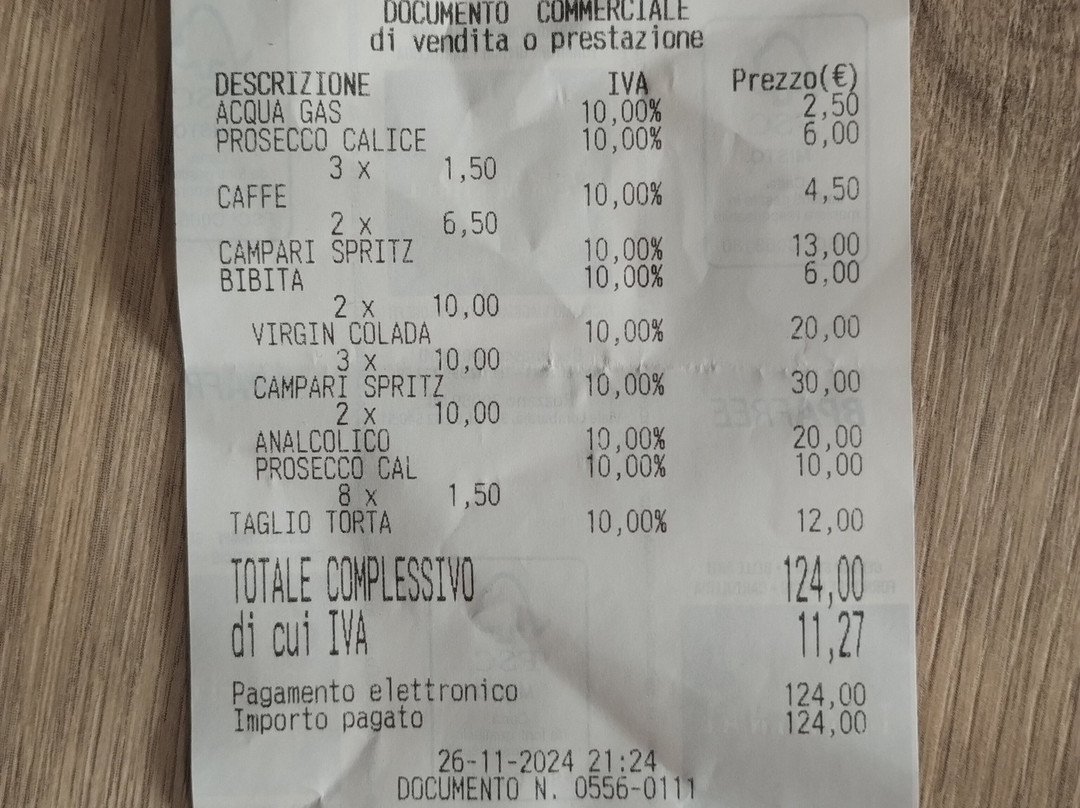 DOCUMENTO COMMERCIALE
di vendita o prestazione
DESCRIZIONE IVA Prezzo(€)
ACQUA GAS 10,00% 2,50
PROSECCO CALICE 10,00% 6,00
3 x 1,50
CAFFE 10,00% 4,50
2 x 6,50
CAMPARI SPRITZ 10,00% 13,00
BIBITA 10,00% 6,00
2 x 10,00
VIRGIN COLADA 10,00% 20,00
3 x 10,00
CAMPARI SPRITZ 10,00% 30,00
2 x 10,00
ANALCOLICO 10,00% 20,00
PROSECCO CAL 10,00% 10,00
8 x 1,50
TAGLIO TORTA 10,00% 12,00
TOTALE COMPLESSIVO 124,00
di cui IVA 11,27
Pagamento elettronico 124,00
Importo pagato 124,00
26-11-2024 21:24
DOCUMENTO N. 0556-0111